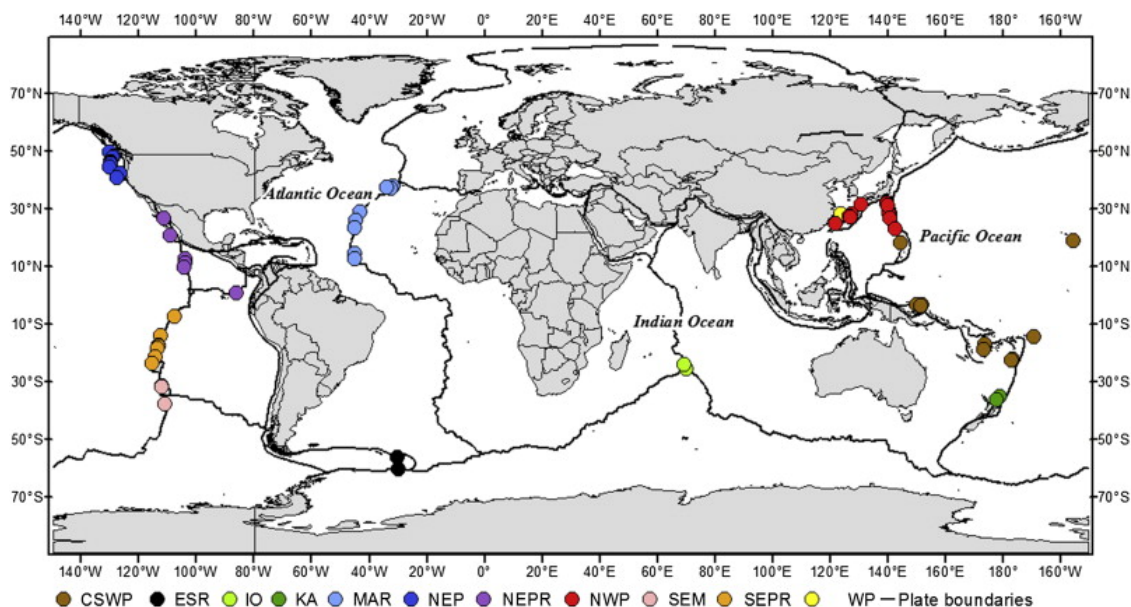 140°W 120°W 100°W 80°W 60°W 40°W 20°W 0°E 20°E 40°E 60°E 80°E 100°E 120°E 140°E 160°E 180° 160°W
70°N 70°N
50°N 50°N
Atlantic Ocean
30°N 30°N
Pacific Ocean
10°N 10°N
10°S 10°S
Indian Ocean
30°S 30°S
50°S 50°S
70°S 70°S
140°W 120°W 100°W 80°W 60°W 40°W 20°W 0°E 20°E 40°E 60°E 80°E 100°E 120°E 140°E 160°E 180° 160°W
CSWP ESR IO KA MAR NEP NEPR NWP SEM SEPR WP Plate boundaries